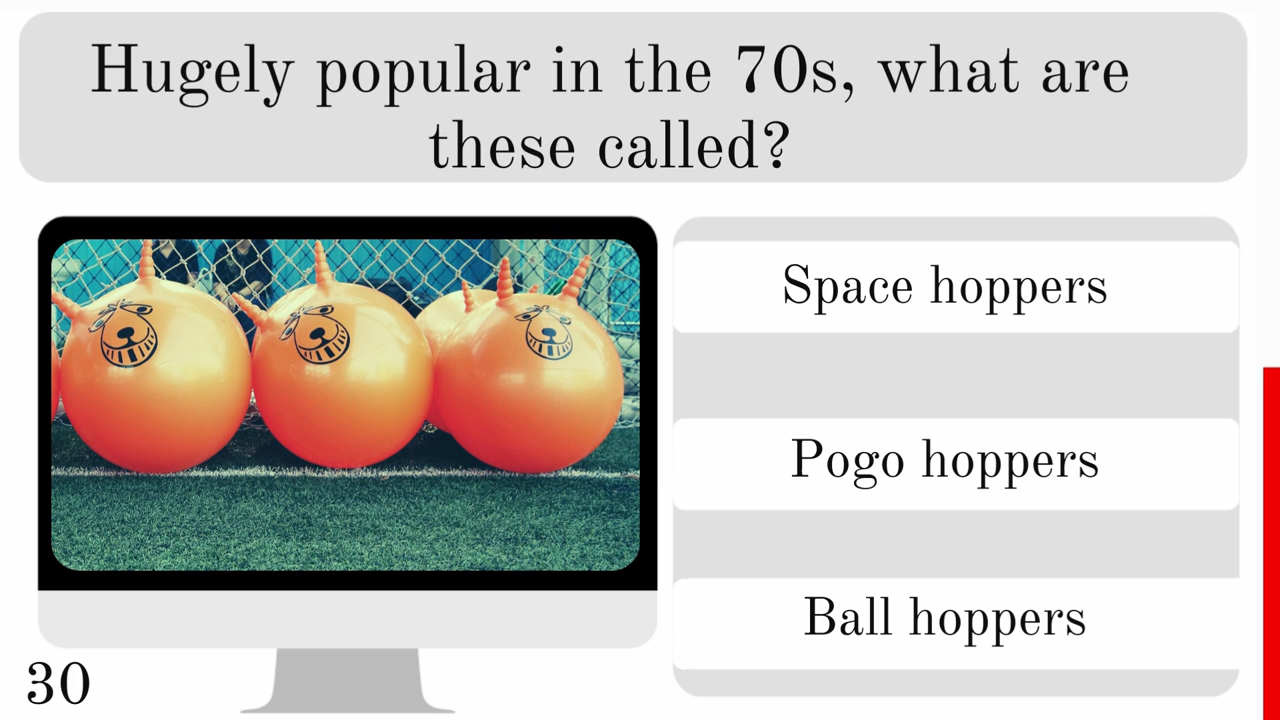 Hugely popular in the 70s, what are
these called?
Space hoppers
Pogo hoppers
Ball hoppers
30